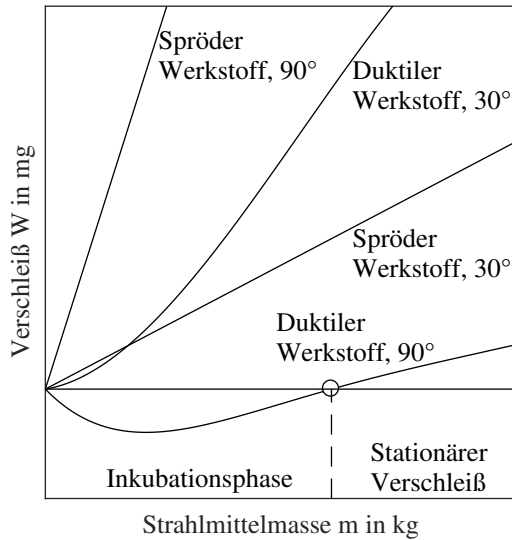 Spröder
Werkstoff, 90°
Duktiler
Werkstoff, 30°
Spröder
Werkstoff, 30°
Duktiler
Werkstoff, 90°
Inkubationsphase
Stationärer
Verschleiß
Verschleiß W in mg
Strahlmittelmasse m in kg